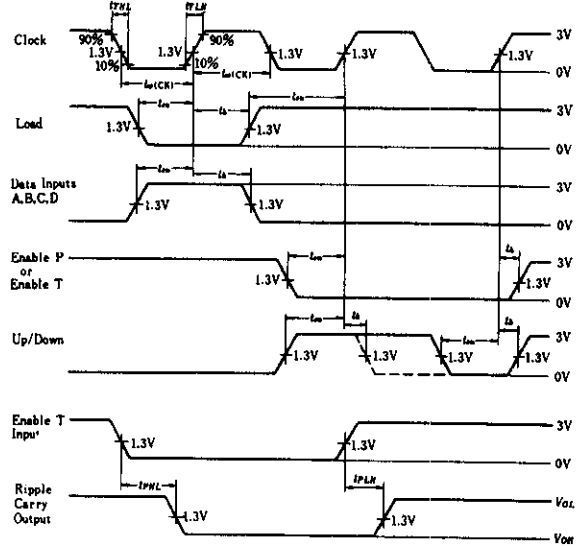 tTHL tTLH
Clock 90% 1.3V 10% 1.3V 90% 10% 1.3V 1.3V 1.3V 3V 0V
tw(CK) tw(CK)
tsu th tsu
Load 1.3V 1.3V 3V 0V
tsu th
Data Inputs
A,B,C,D
1.3V 1.3V 3V 0V
tsu th
Enable P
or
Enable T
1.3V 1.3V 3V 0V
tsu th tsu th
Up/Down 1.3V 1.3V 1.3V 1.3V 3V 0V
Enable T
Input
1.3V 1.3V 3V 0V
tPHL tPLH
Ripple
Carry
Output
1.3V 1.3V VOL VOH